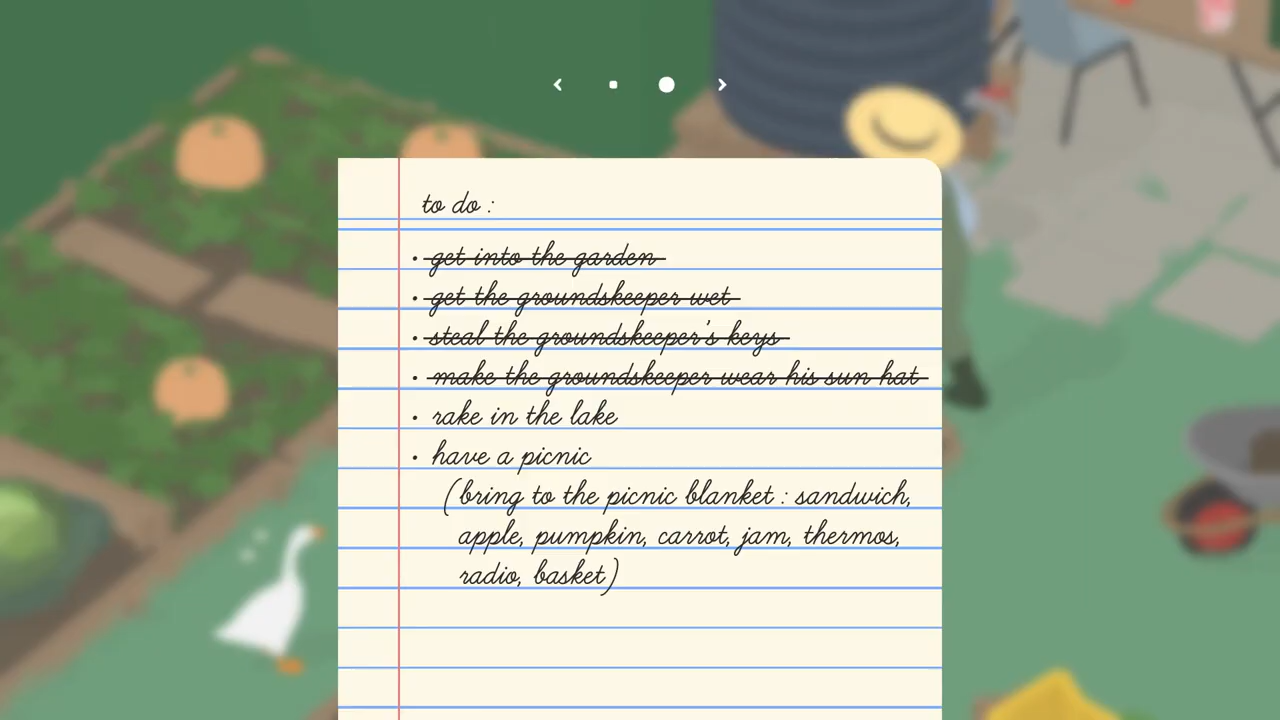 to do :
• get into the garden
• get the groundskeeper wet
• steal the groundskeeper's keys
• make the groundskeeper wear his sun hat
• rake in the lake
• have a picnic
(bring to the picnic blanket : sandwich,
apple, pumpkin, carrot, jam, thermos,
radio, basket)